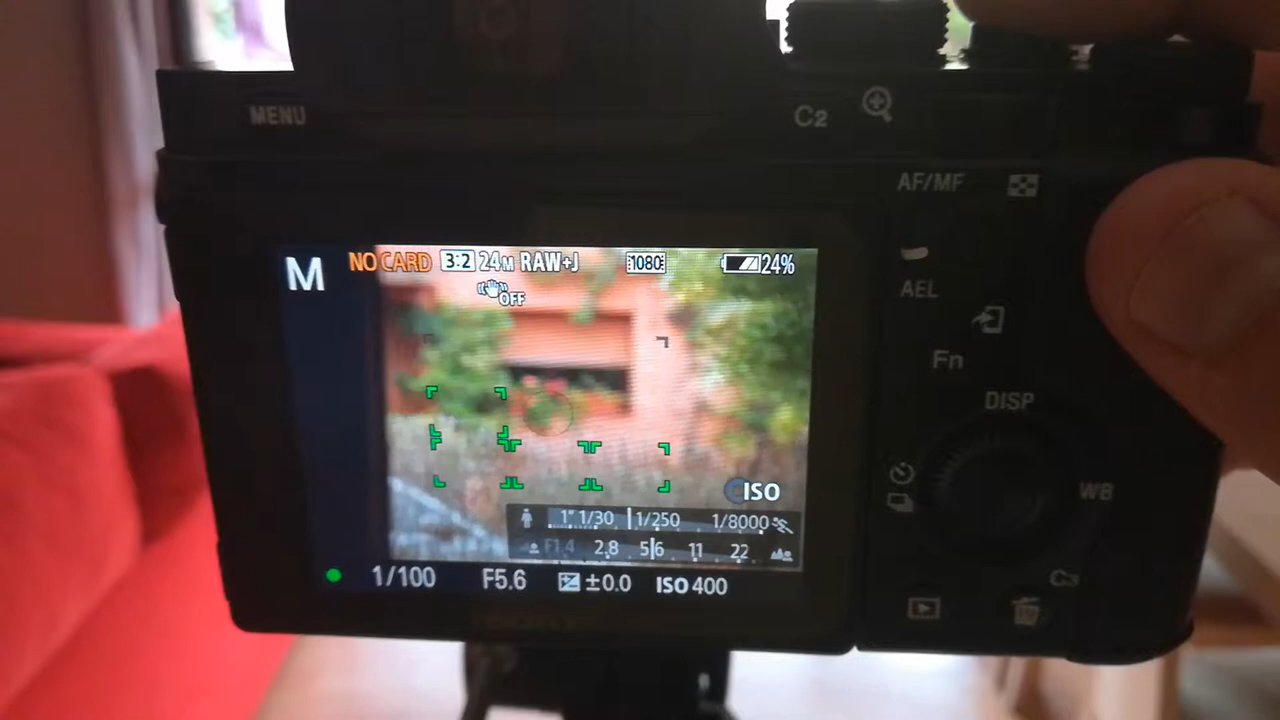 MENU
C2
AF/MF
M NO CARD 3:2 24M RAW+J 1080 24%
OFF
AEL
Fn
DISP
ISO
WB
1" 1/30 1/250 1/8000
F1.4 2.8 5.6 11 22
1/100 F5.6 ±0.0 ISO 400
C3